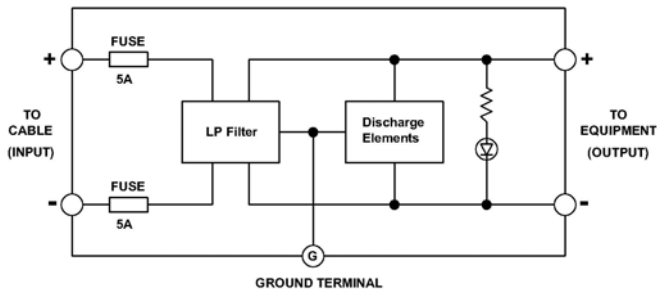 FUSE
+
5A
+
TO
CABLE
(INPUT)
LP Filter
Discharge
Elements
TO
EQUIPMENT
(OUTPUT)
FUSE
-
5A
-
G
GROUND TERMINAL